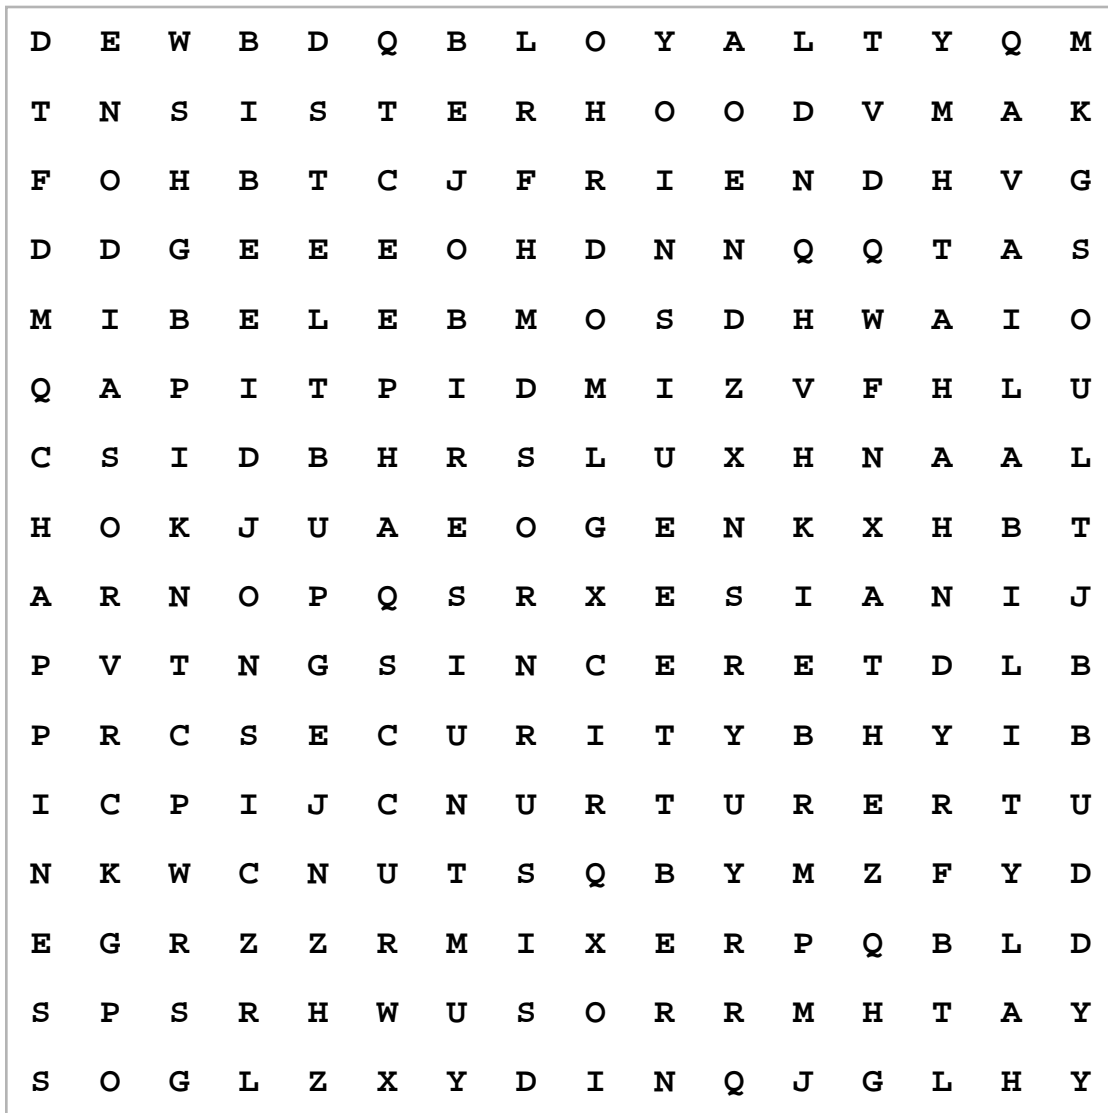 D E W B D Q B L O Y A L T Y Q M
T N S I S T E R H O O D V M A K
F O H B T C J F R I E N D H V G
D D G E E E O H D N N Q Q T A S
M I B E L E B M O S D H W A I O
Q A P I T P I D M I Z V F H L U
C S I D B H R S L U X H N A A L
H O K J U A E O G E N K X H B T
A R N O P Q S R X E S I A N I J
P V T N G S I N C E R E T D L B
P R C S E C U R I T Y B H Y I B
I C P I J C N U R T U R E R T U
N K W C N U T S Q B Y M Z F Y D
E G R Z Z R M I X E R P Q B L D
S P S R H W U S O R R M H T A Y
S O G L Z X Y D I N Q J G L H Y